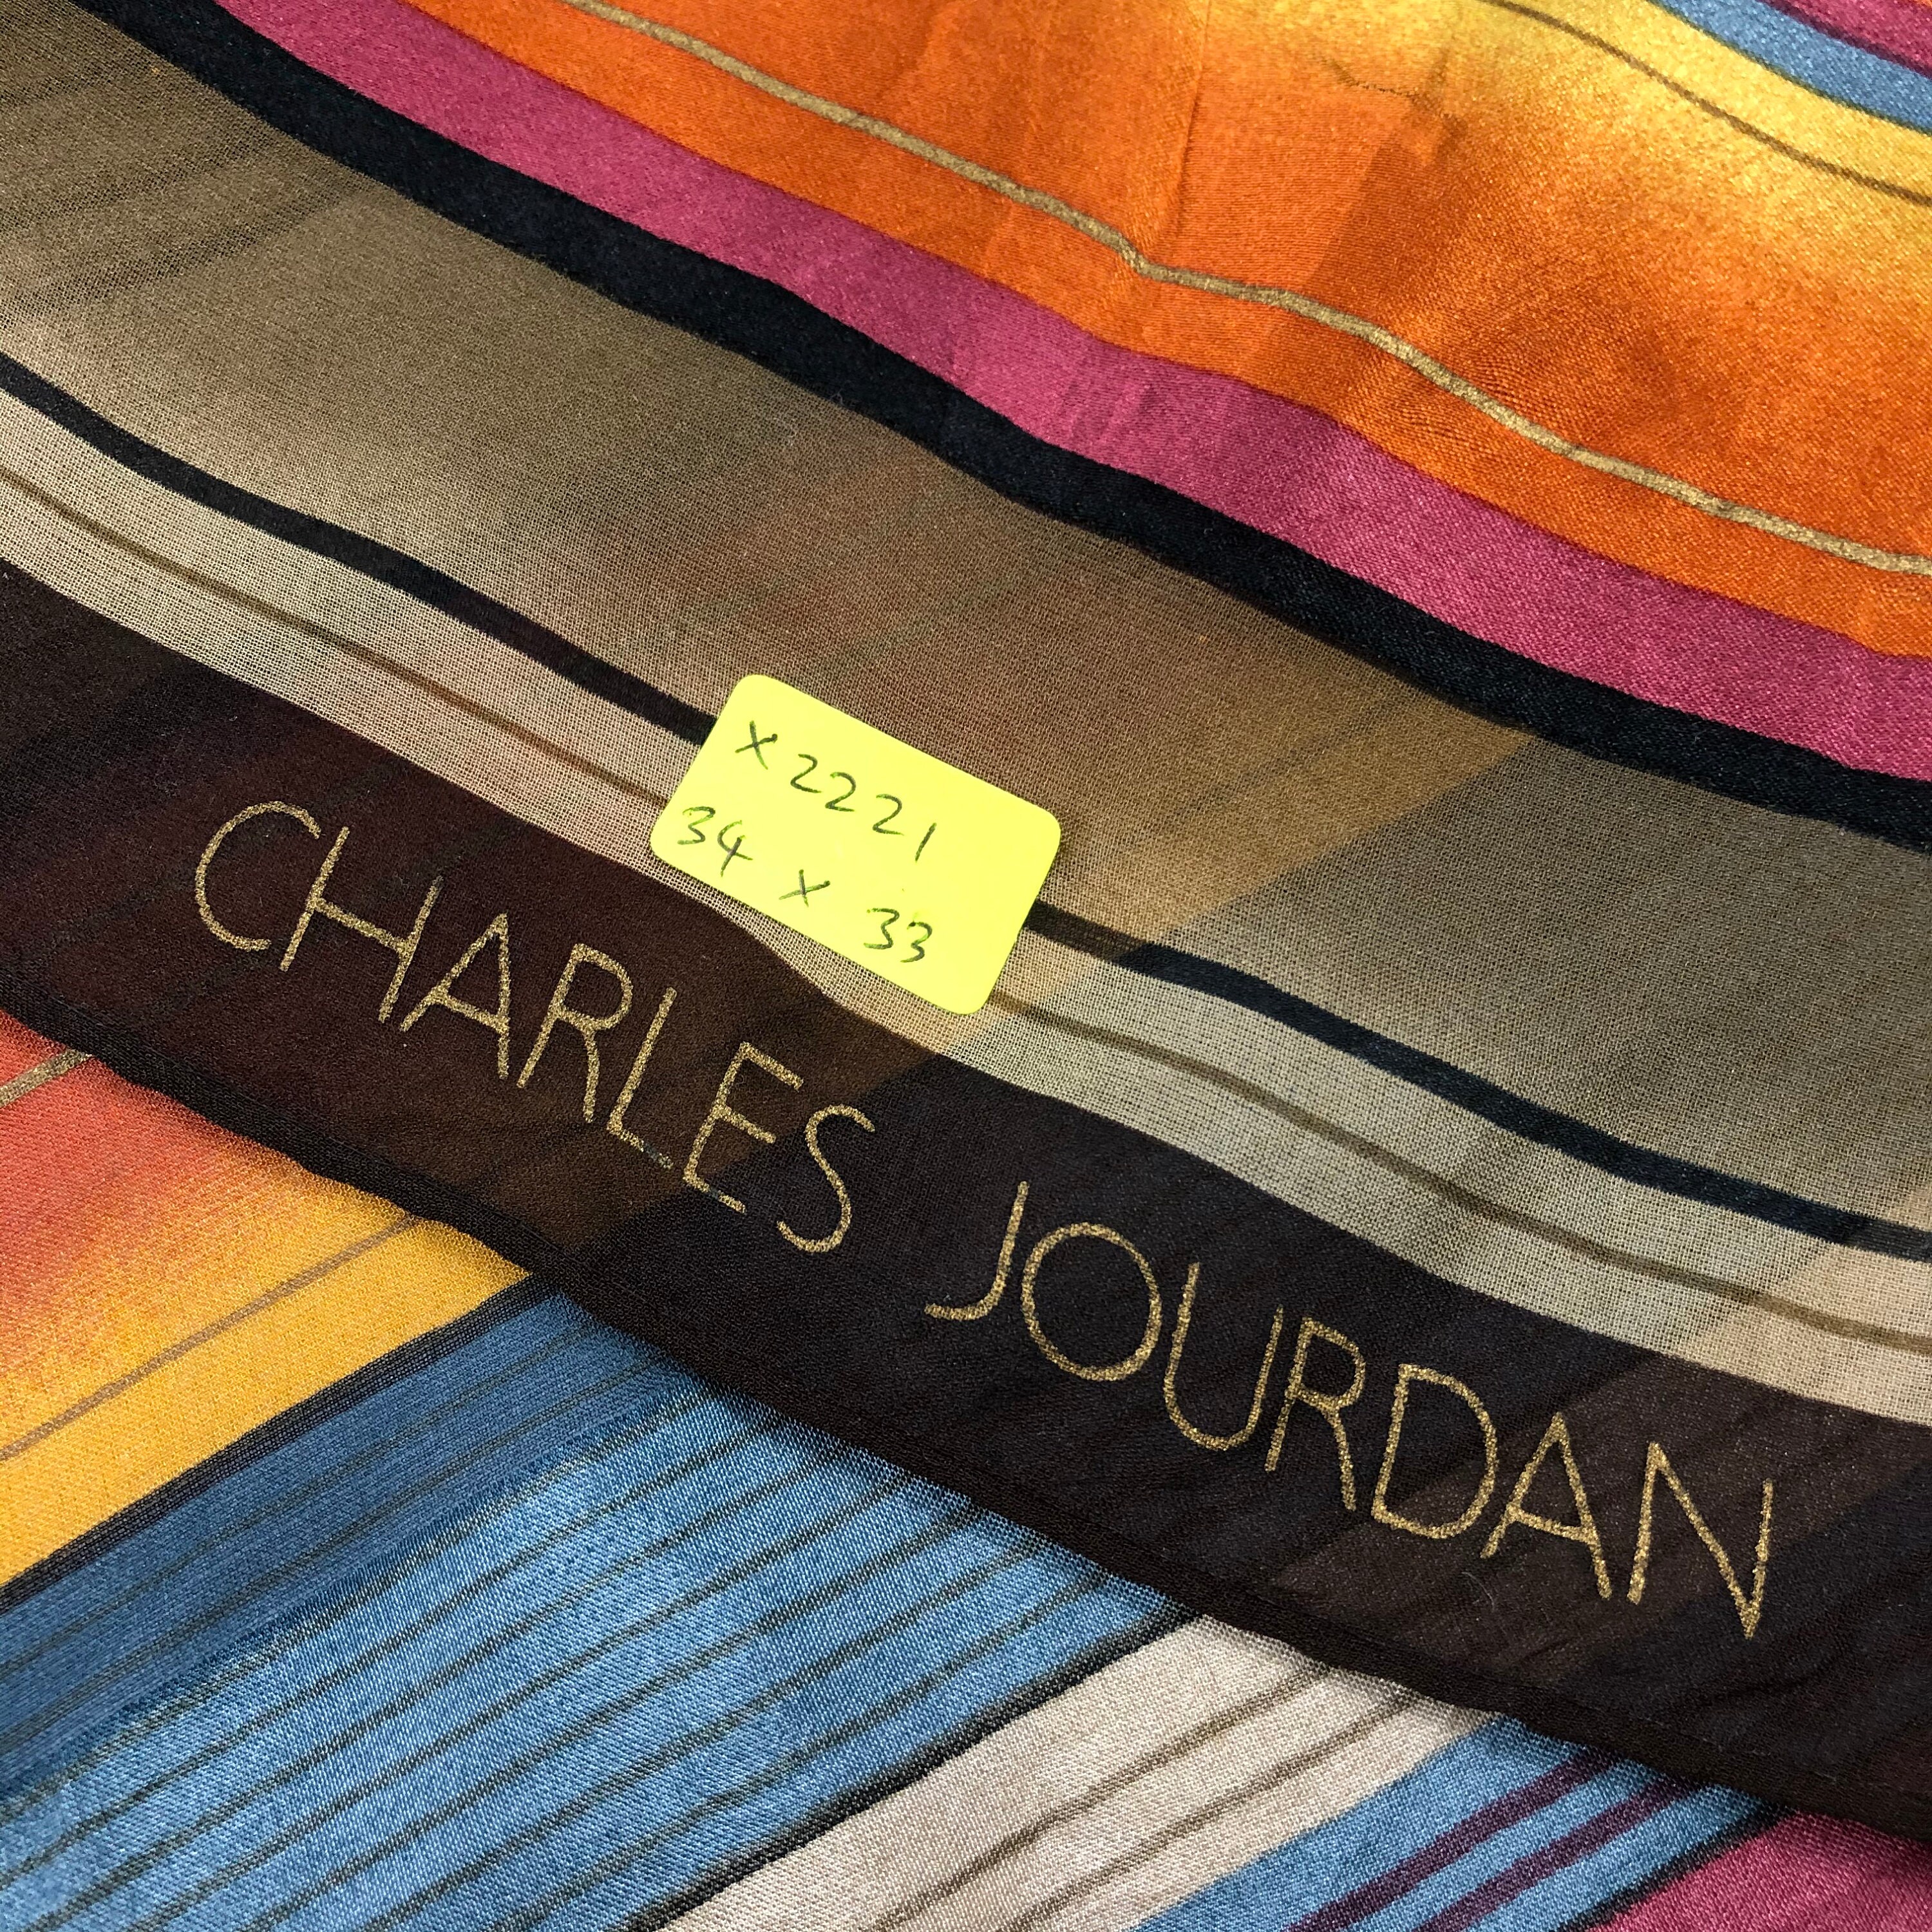 X2221
34 X 33
CHARLES JOURDAN